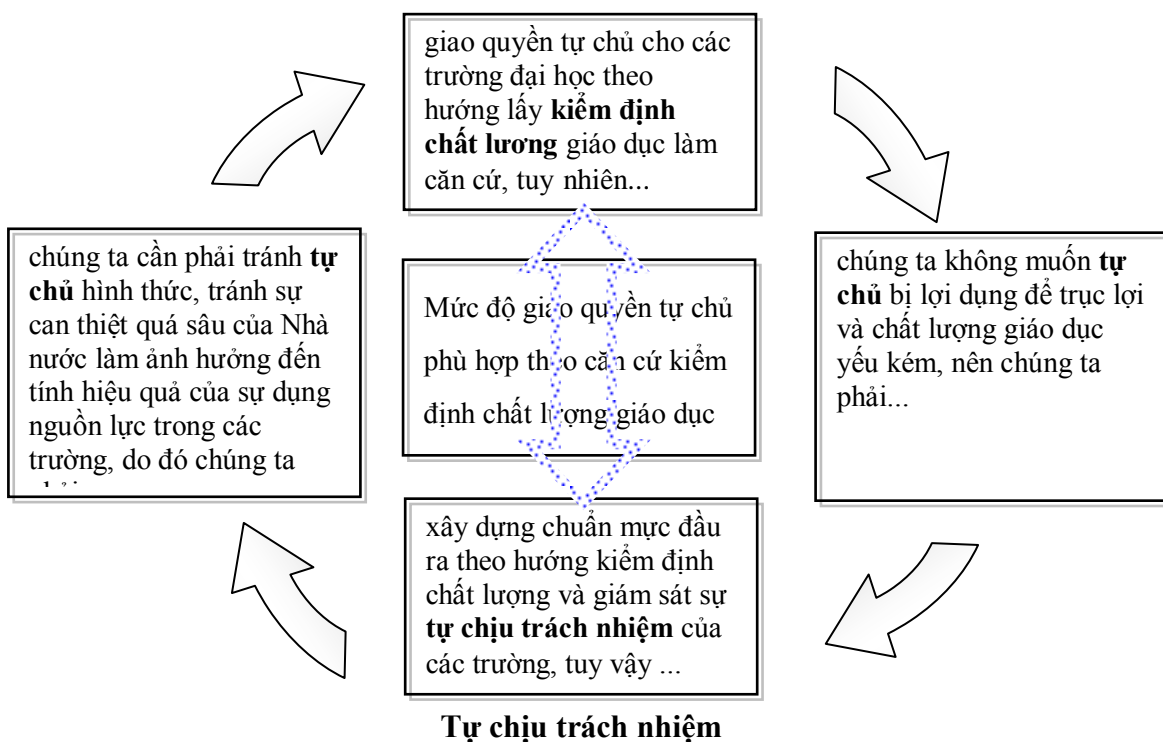 giao quyền tự chủ cho các
trường đại học theo
hướng lấy kiểm định
chất lương giáo dục làm
căn cứ, tuy nhiên...
chúng ta không muốn tự
chủ bị lợi dụng để trục lợi
và chất lượng giáo dục
yếu kém, nên chúng ta
phải...
xây dựng chuẩn mực đầu
ra theo hướng kiểm định
chất lượng và giám sát sự
tự chịu trách nhiệm của
các trường, tuy vậy ...
chúng ta cần phải tránh tự
chủ hình thức, tránh sự
can thiệt quá sâu của Nhà
nước làm ảnh hưởng đến
tính hiệu quả của sự dụng
nguồn lực trong các
trường, do đó chúng ta
Mức độ giao quyền tự chủ
phù hợp theo căn cứ kiểm
định chất lượng giáo dục
Tự chịu trách nhiệm